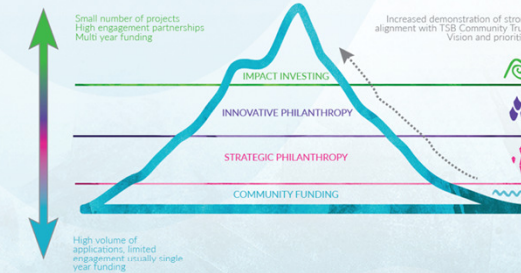 Small number of projects
High engagement partnerships
Multi year funding
Increased demonstration of
alignment with TSB Community
Vision and
IMPACT INVESTING
INNOVATIVE PHILANTHROPY
STRATEGIC PHILANTHROPY
COMMUNITY FUNDING
High volume of
applications, limited
engagement usually single
year funding